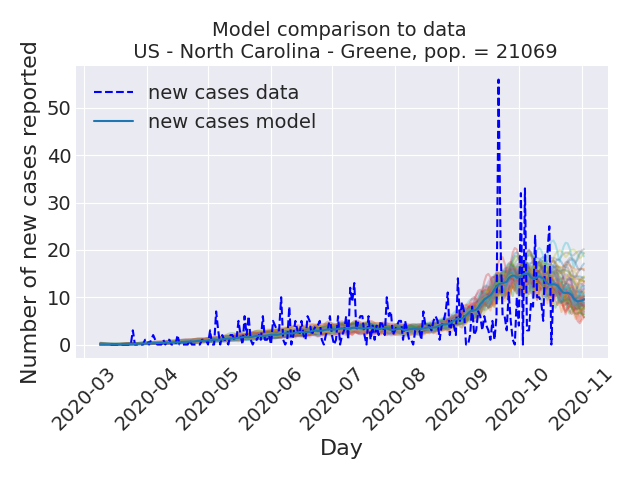 Model comparison to data
US - North Carolina - Greene, pop. = 21069
new cases data
new cases model
Number of new cases reported
50
40
30
20
10
0
2020-03
2020-04
2020-05
2020-06
2020-07
2020-08
2020-09
2020-10
2020-11
Day